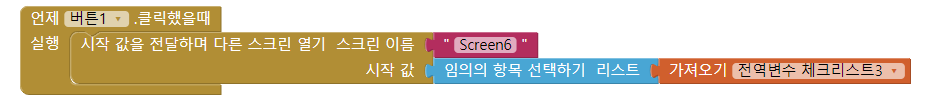 언제 버튼1 .클릭했을때
실행 시작 값을 전달하며 다른 스크린 열기 스크린 이름 " Screen6 "
시작 값 임의의 항목 선택하기 리스트 가져오기 전역변수 체크리스트3